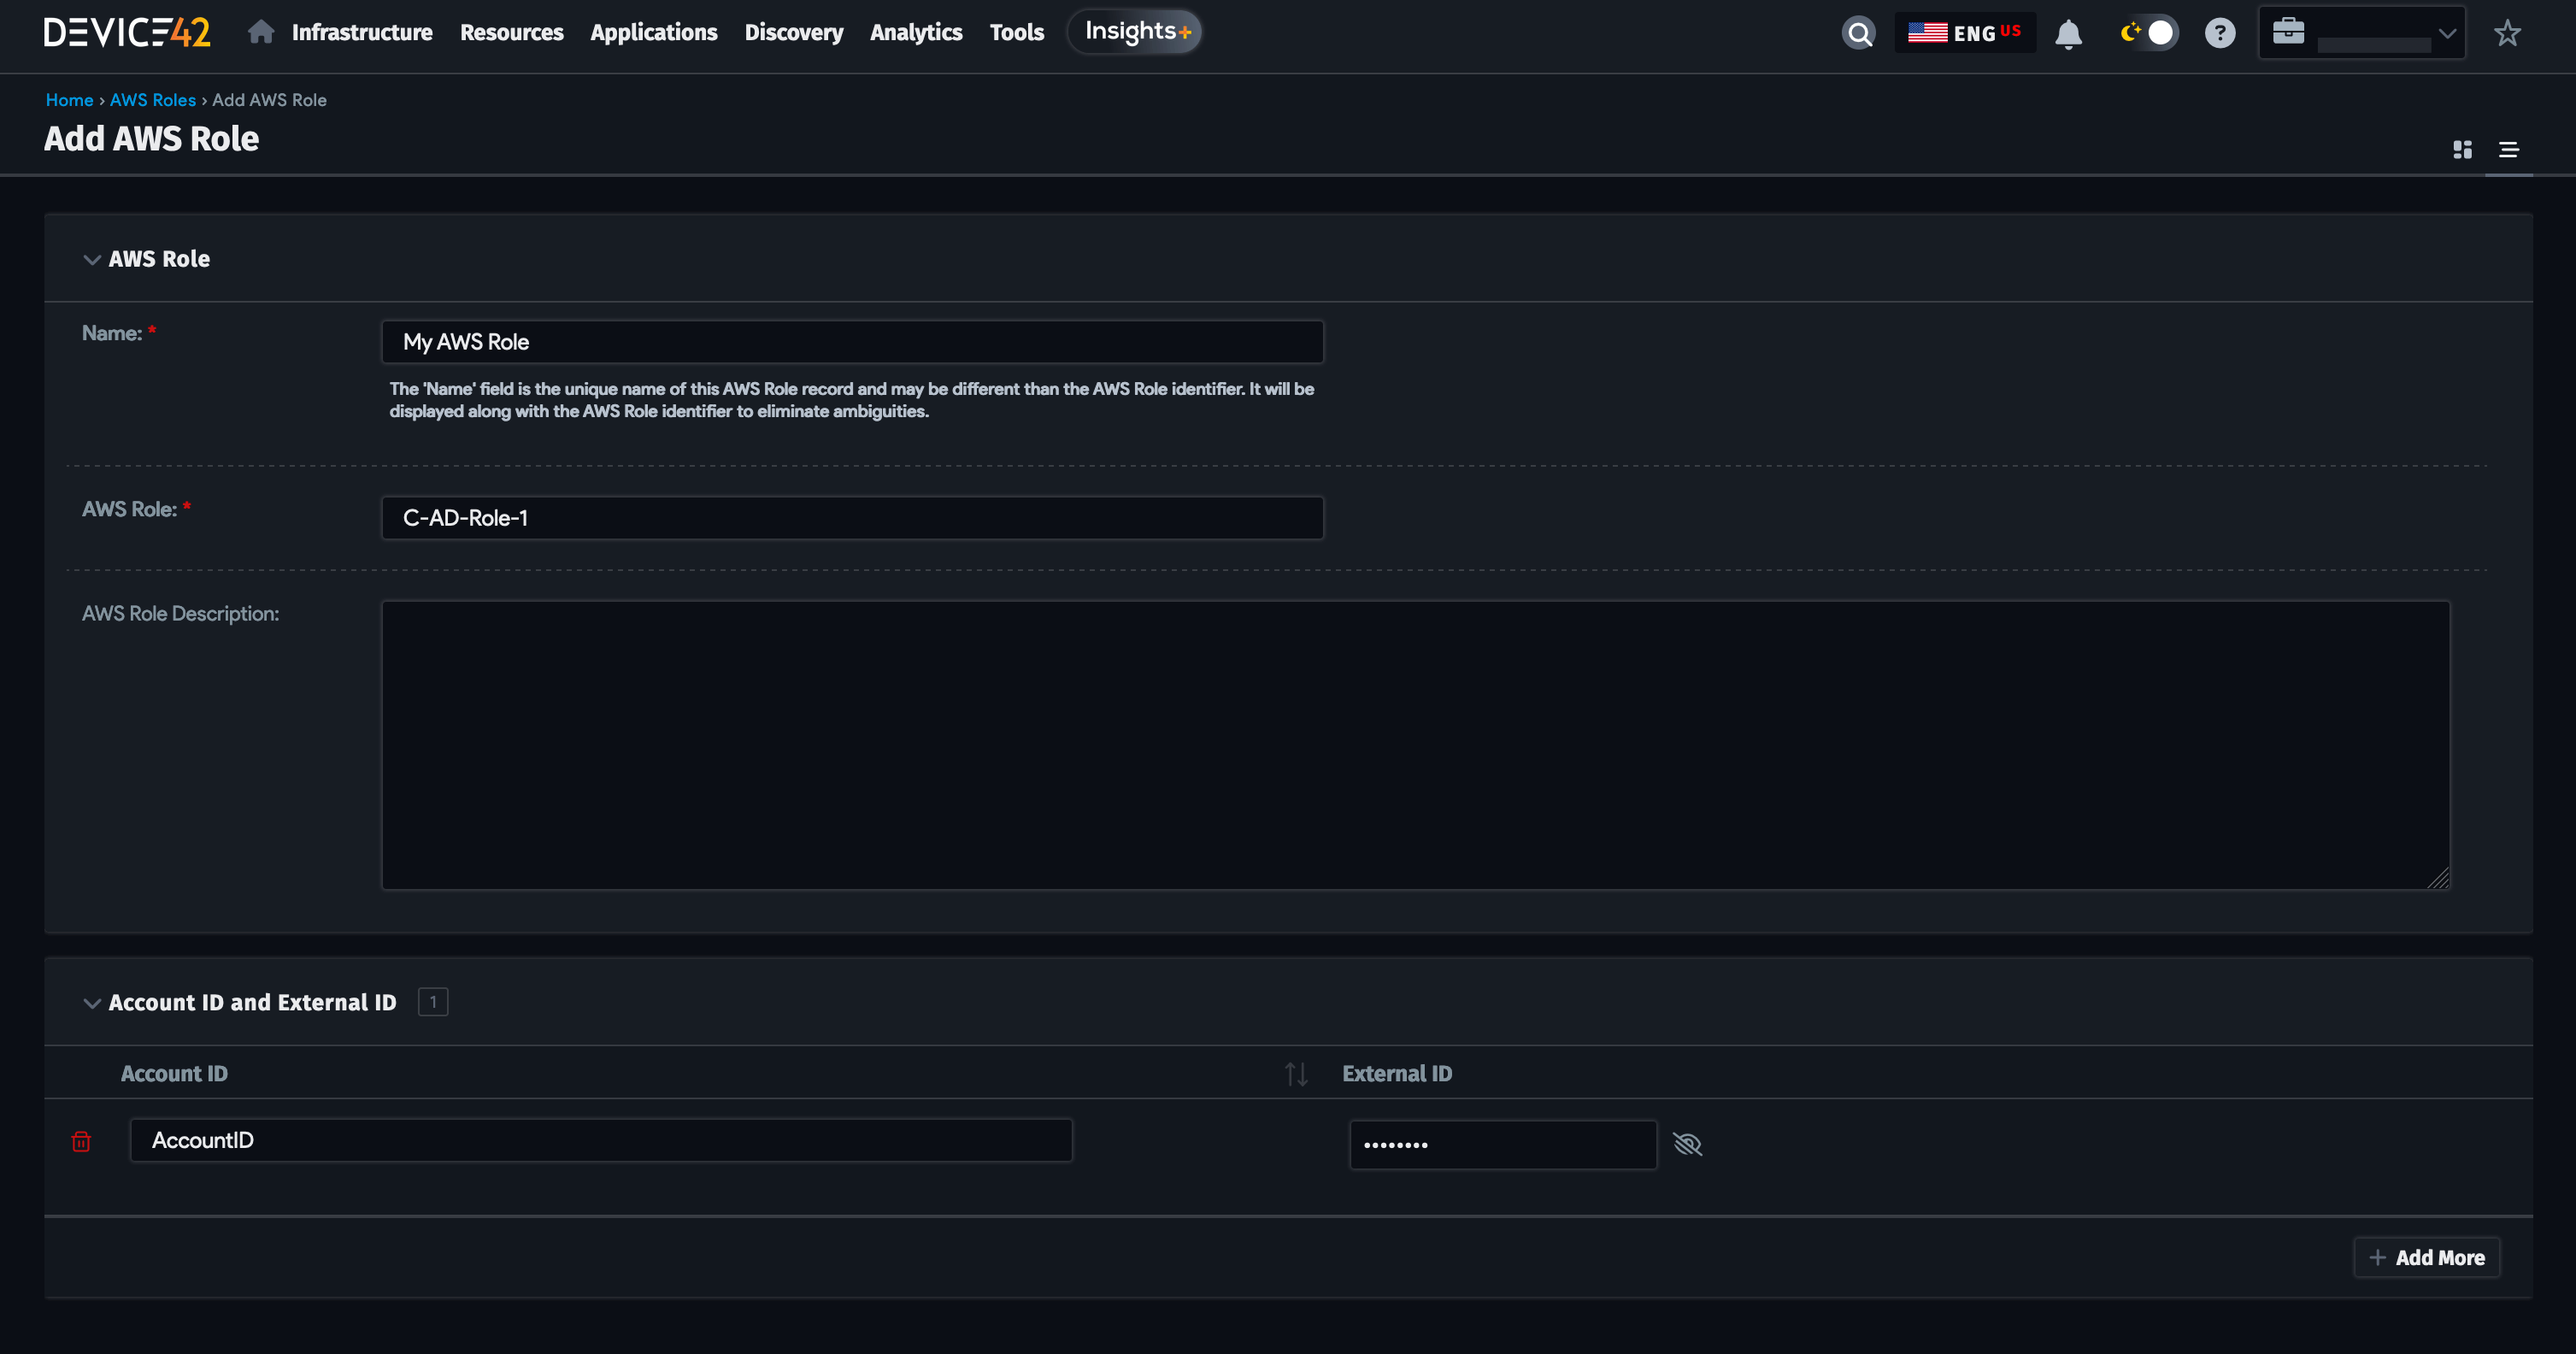 DEVICE42
Infrastructure Resources Applications Discovery Analytics Tools Insights+
ENG US ?
Home › AWS Roles › Add AWS Role
Add AWS Role
AWS Role
Name: *
My AWS Role
The 'Name' field is the unique name of this AWS Role record and may be different than the AWS Role identifier. It will be
displayed along with the AWS Role identifier to eliminate ambiguities.
AWS Role: *
C-AD-Role-1
AWS Role Description:
Account ID and External ID 1
Account ID External ID
AccountID ••••••••
+ Add More